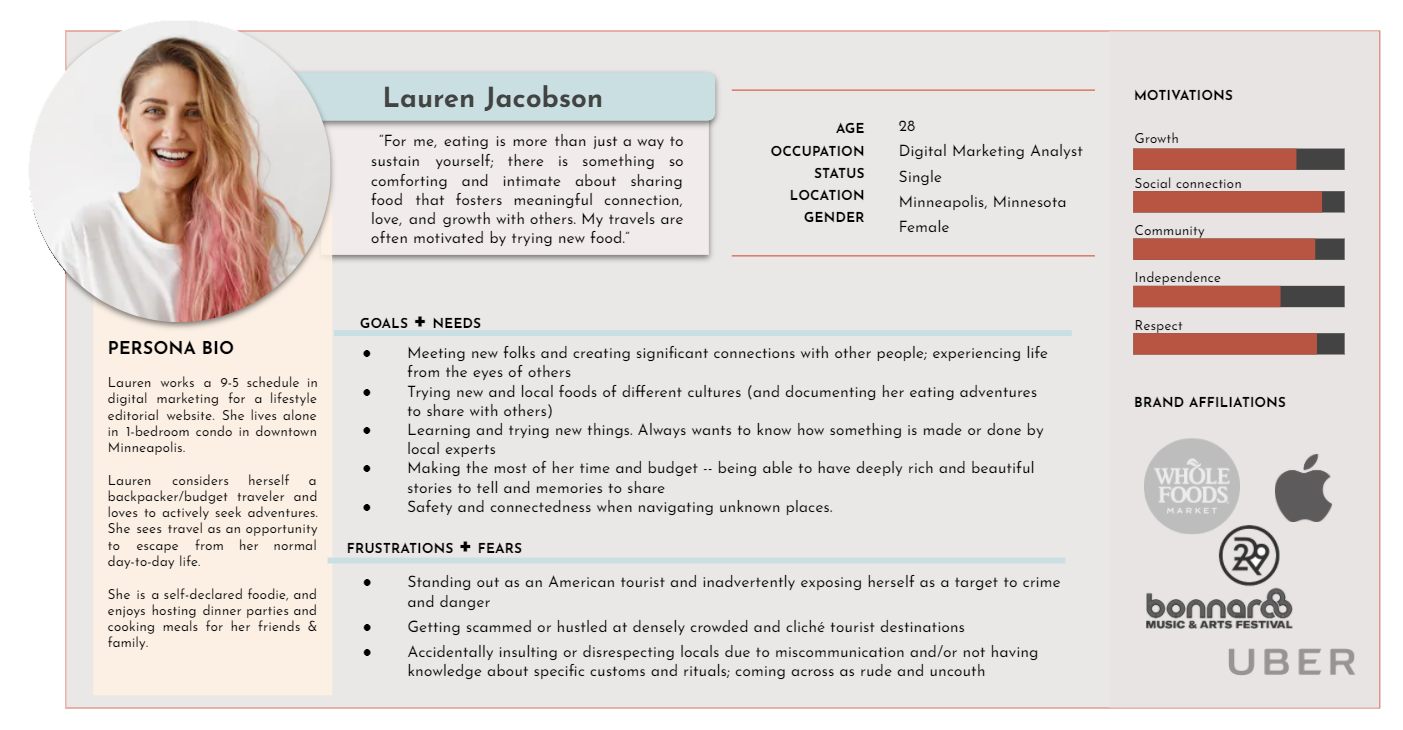 Lauren Jacobson
“For me, eating is more than just a way to
sustain yourself; there is something so
comforting and intimate about sharing
food that fosters meaningful connection,
love, and growth with others. My travels are
often motivated by trying new food.”
AGE 28
OCCUPATION Digital Marketing Analyst
STATUS Single
LOCATION Minneapolis, Minnesota
GENDER Female
PERSONA BIO
Lauren works a 9-5 schedule in
digital marketing for a lifestyle
editorial website. She lives alone
in 1-bedroom condo in downtown
Minneapolis.
Lauren considers herself a
backpacker/budget traveler and
loves to actively seek adventures.
She sees travel as an opportunity
to escape from her normal
day-to-day life.
She is a self-declared foodie, and
enjoys hosting dinner parties and
cooking meals for her friends &
family.
GOALS + NEEDS
● Meeting new folks and creating significant connections with other people; experiencing life
from the eyes of others
● Trying new and local foods of different cultures (and documenting her eating adventures
to share with others)
● Learning and trying new things. Always wants to know how something is made or done by
local experts
● Making the most of her time and budget -- being able to have deeply rich and beautiful
stories to tell and memories to share
● Safety and connectedness when navigating unknown places.
FRUSTRATIONS + FEARS
● Standing out as an American tourist and inadvertently exposing herself as a target to crime
and danger
● Getting scammed or hustled at densely crowded and cliché tourist destinations
● Accidentally insulting or disrespecting locals due to miscommunication and/or not having
knowledge about specific customs and rituals; coming across as rude and uncouth
MOTIVATIONS
Growth
Social connection
Community
Independence
Respect
BRAND AFFILIATIONS
WHOLE
FOODS
MARKET
R29
bonnaroo
MUSIC & ARTS FESTIVAL
UBER